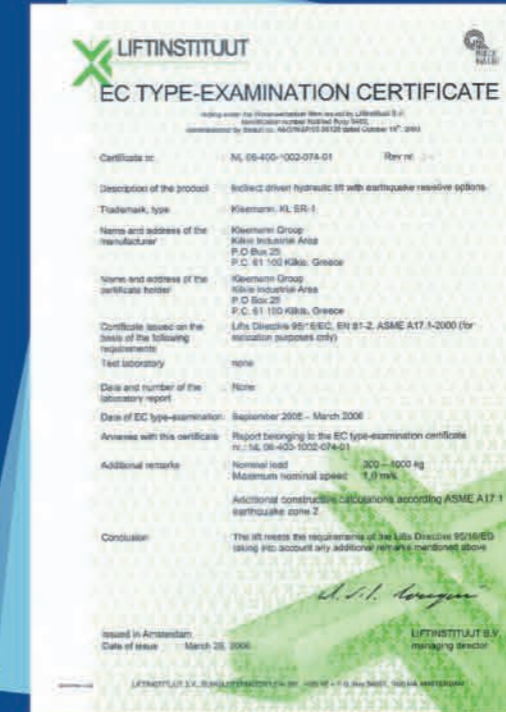 LIFTINSTITUUT
EC TYPE-EXAMINATION CERTIFICATE
Certificate nr. : NL 06-400-1002-074-01 Rev nr. :
Description of the product : Indirect driven hydraulic lift with earthquake resistive options
Trademark, type : Kleemann, KL ER-1
Name and address of the : Kleemann Group
manufacturer Kilkis Industrial Area
P.O Box 25
P.C. 61 100 Kilkis, Greece
Name and address of the : Kleemann Group
certificate holder Kilkis Industrial Area
P.O Box 25
P.C. 61 100 Kilkis, Greece
Certificate issued on the : Lifts Directive 95/16/EC, EN 81-2, ASME A17.1-2000 (for
basis of the following purposes only)
requirements
Test laboratory : none
Date and number of the : None
laboratory report
Date of EC type-examination : September 2005 – March 2006
Annexes with this certificate : Report belonging to the EC type-examination certificate
nr.: NL 06-400-1002-074-01
Additional remarks : Nominal load : 300 – 1000 kg
Maximum nominal speed : 1,0 m/s
Additional constructive calculations according ASME A17.1
earthquake zone 2
Conclusion : The lift meets the requirements of the Lifts Directive 95/16/EG
taking into account any additional remarks mentioned above
Issued in Amsterdam LIFTINSTITUUT B.V.
Date of issue : March 2006 managing director